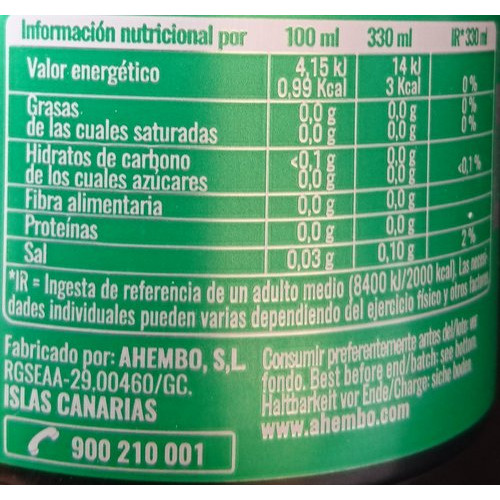 Información nutricional por 100 ml 330 ml IR*330 ml
Valor energético 4,15 kJ 14 kJ
0,99 Kcal 3 Kcal 0%
Grasas 0,0 g 0,0 g 0%
de las cuales saturadas 0,0 g 0,0 g 0%
Hidratos de carbono <0,1 g
de los cuales azúcares 0,0 g 0,0 g <0,1%
Fibra alimentaria 0,0 g 0,0 g
Proteínas 0,0 g 0,0 g
Sal 0,03 g 0,10 g 2%
*IR = Ingesta de referencia de un adulto medio (8400 kJ/2000 kcal). Las necesi-
dades individuales pueden varias dependiendo del ejercicio físico y otros factores.
Fabricado por: AHEMBO, S,L
RGSEAA-29,00460/GC.
ISLAS CANARIAS
900 210 001
Consumir preferentemente antes del/lote: ver
fondo. Best before end/batch: see bottom.
Haltbarkeit vor Ende/Charge: siche boden
www.ahembo.com